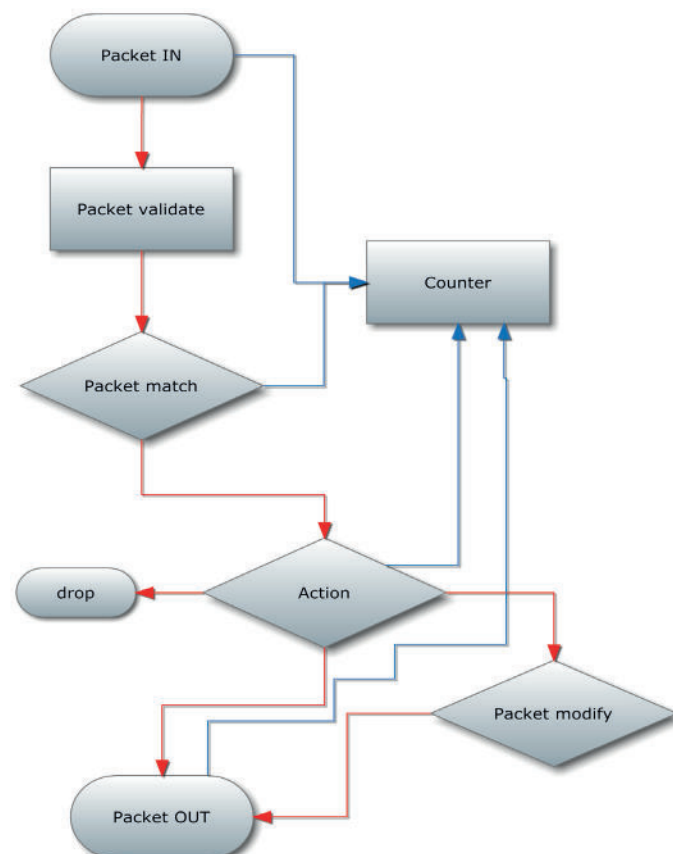 Packet IN
Packet validate
Counter
Packet match
drop
Action
Packet modify
Packet OUT